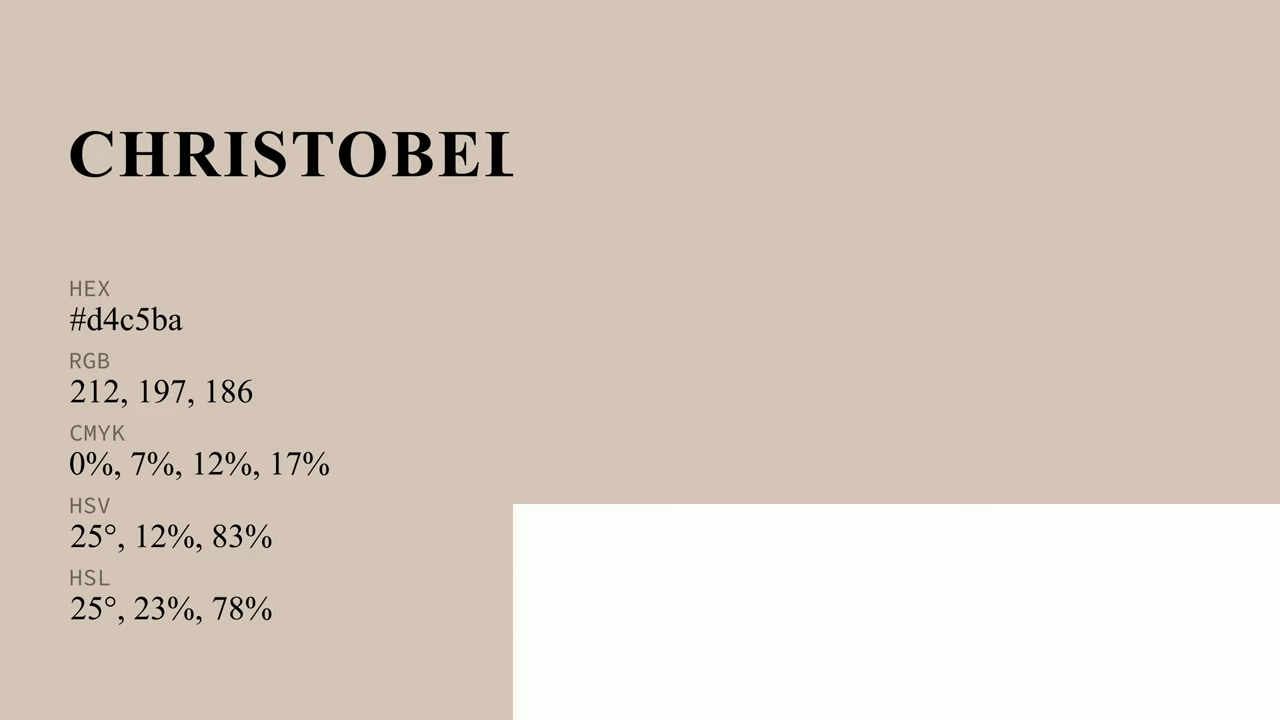 CHRISTOBEL
HEX
#d4c5ba
RGB
212, 197, 186
CMYK
0%, 7%, 12%, 17%
HSV
25°, 12%, 83%
HSL
25°, 23%, 78%